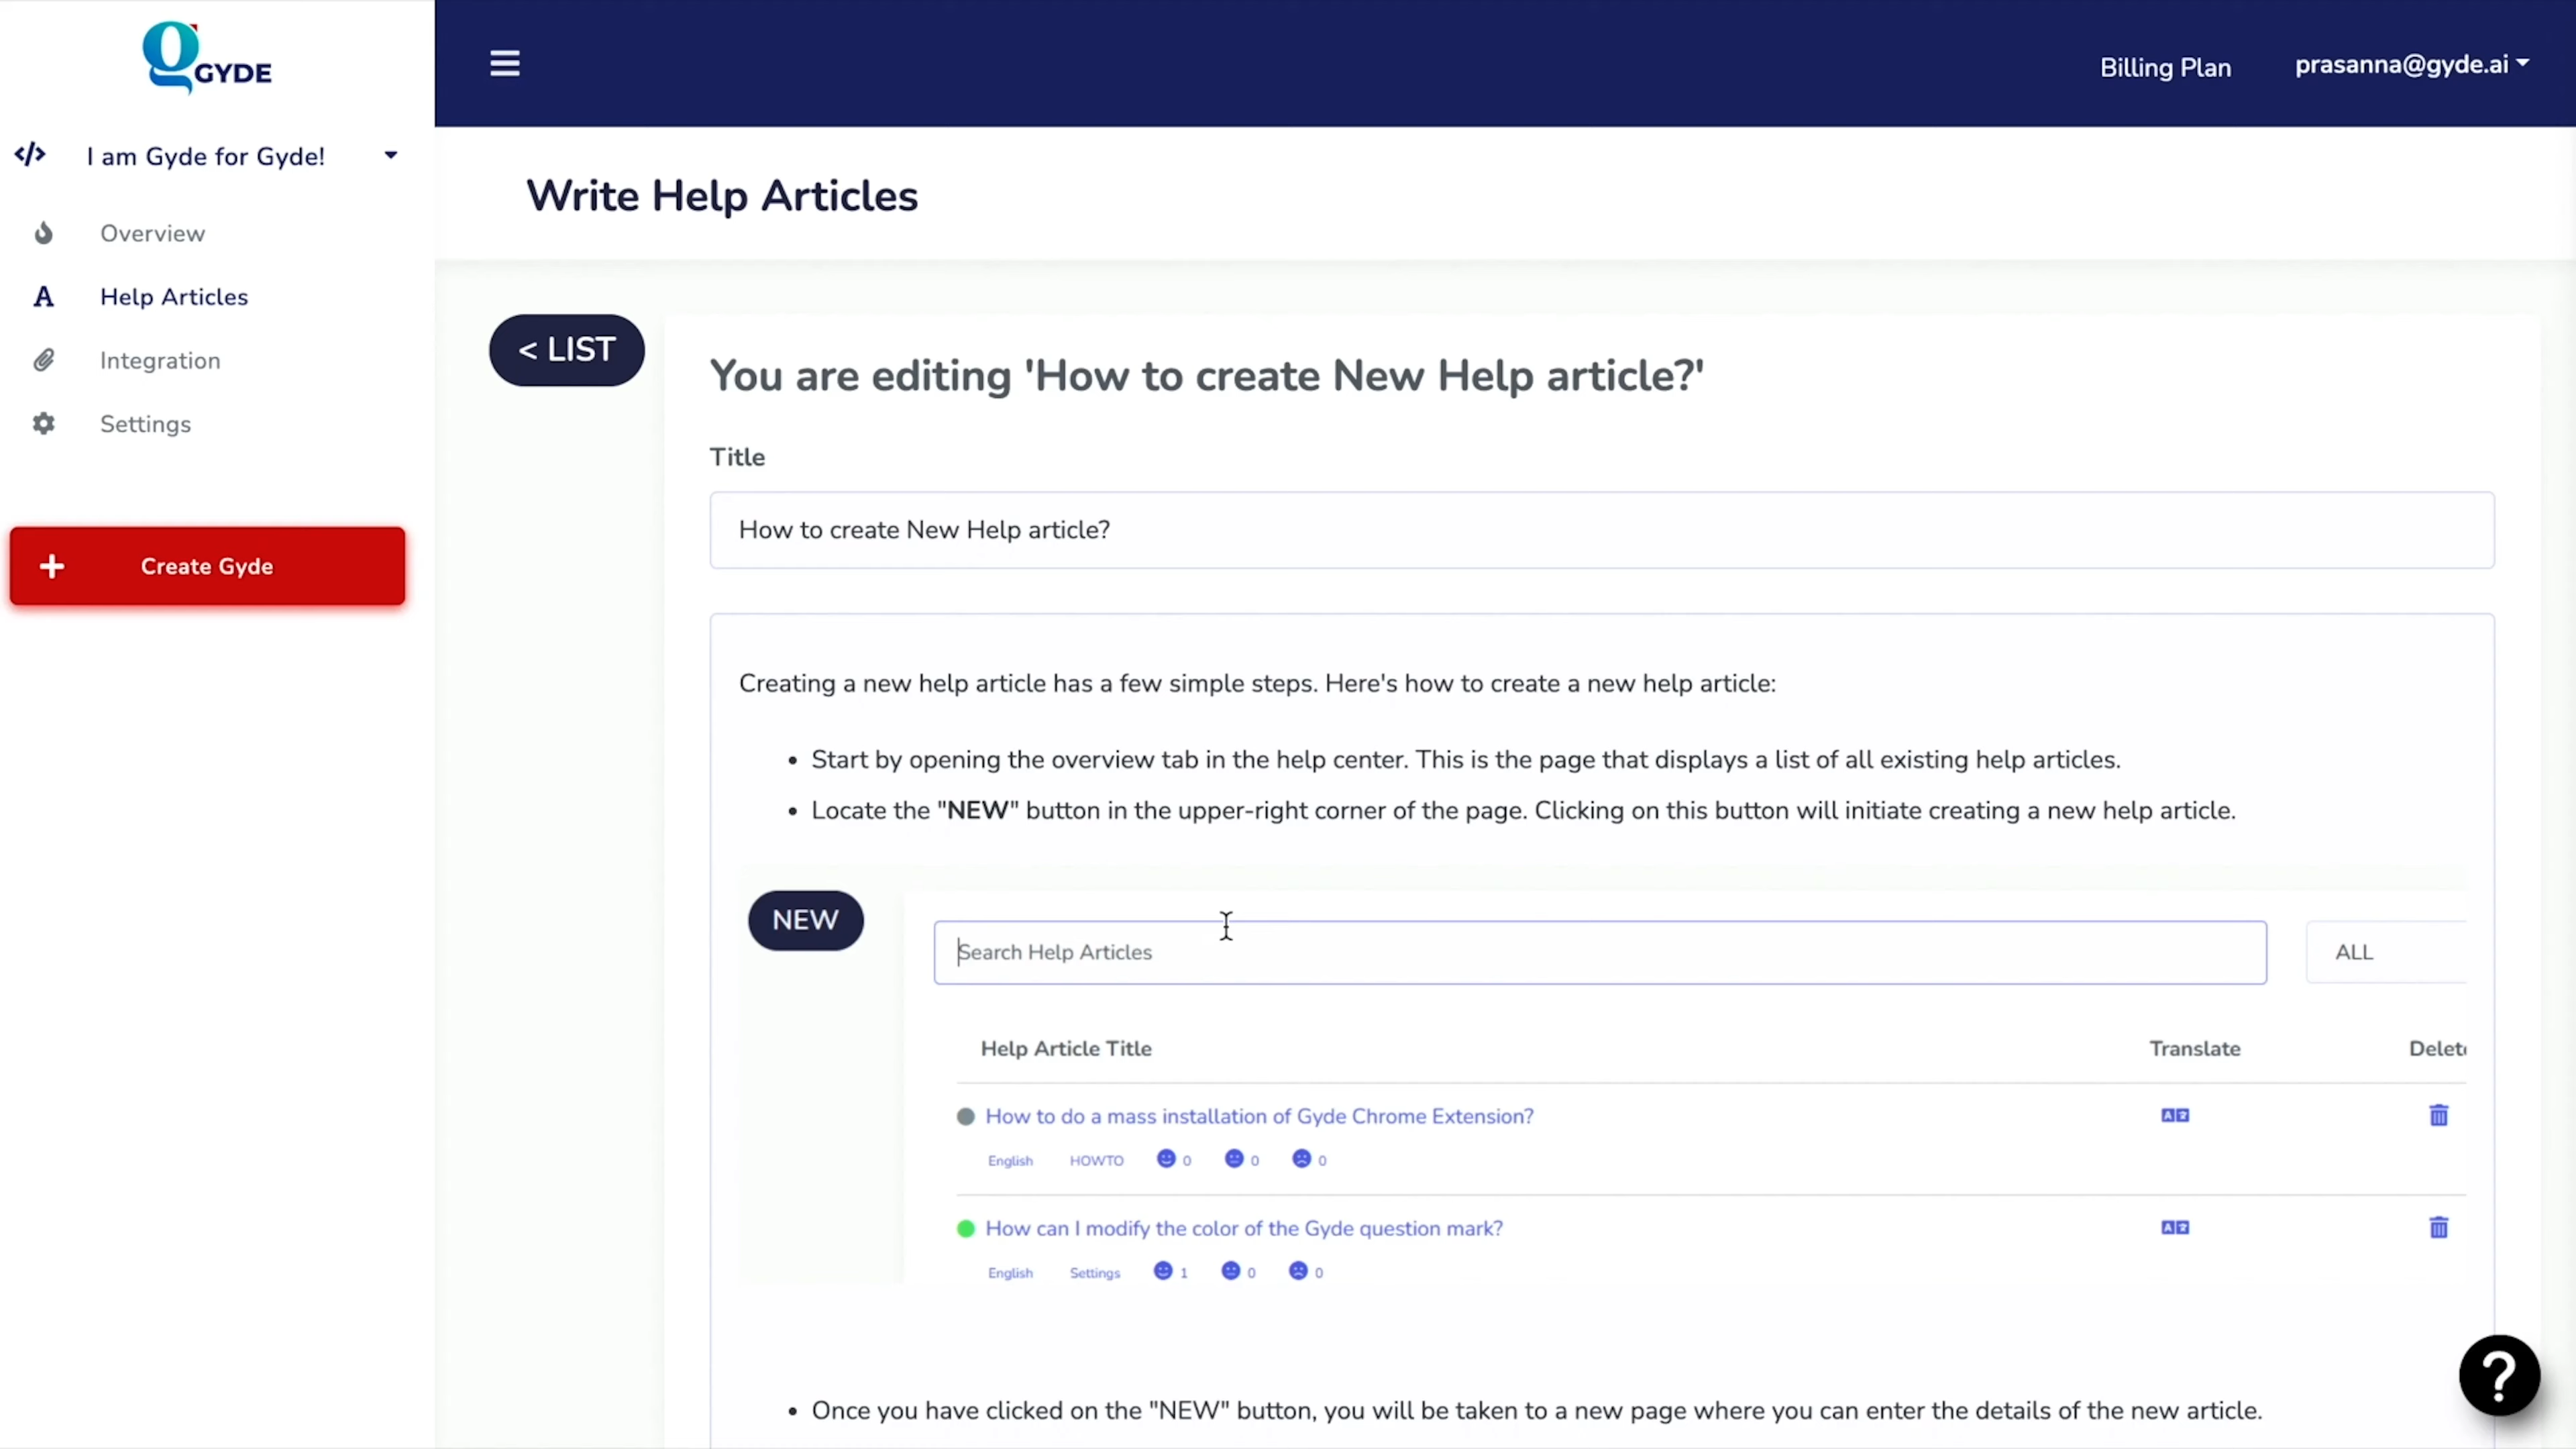 GYDE
I am Gyde for Gyde!
Overview
Help Articles
Integration
Settings
Create Gyde
Billing Plan
prasanna@gyde.ai
Write Help Articles
< LIST
You are editing 'How to create New Help article?'
Title
How to create New Help article?
Creating a new help article has a few simple steps. Here's how to create a new help article:
• Start by opening the overview tab in the help center. This is the page that displays a list of all existing help articles.
• Locate the "NEW" button in the upper-right corner of the page. Clicking on this button will initiate creating a new help article.
NEW
Search Help Articles
ALL
Help Article Title
Translate
Delete
How to do a mass installation of Gyde Chrome Extension?
English HOWTO 0 0 0
How can I modify the color of the Gyde question mark?
English Settings 1 0 0
• Once you have clicked on the "NEW" button, you will be taken to a new page where you can enter the details of the new article.
?